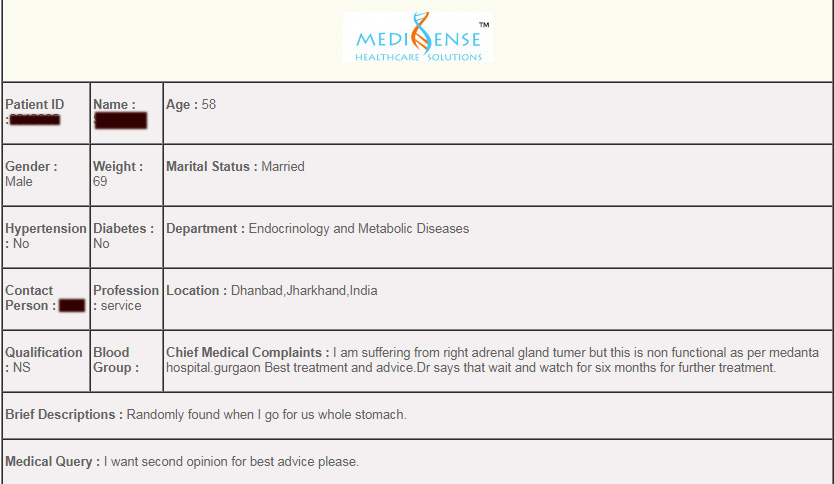 MEDISENSE ™
HEALTHCARE SOLUTIONS
Patient ID
:
Name :
Age : 58
Gender :
Male
Weight :
69
Marital Status : Married
Hypertension
: No
Diabetes :
No
Department : Endocrinology and Metabolic Diseases
Contact
Person :
Profession
: service
Location : Dhanbad,Jharkhand,India
Qualification
: NS
Blood
Group :
Chief Medical Complaints : I am suffering from right adrenal gland tumer but this is non functional as per medanta
hospital.gurgaon Best treatment and advice.Dr says that wait and watch for six months for further treatment.
Brief Descriptions : Randomly found when I go for us whole stomach.
Medical Query : I want second opinion for best advice please.